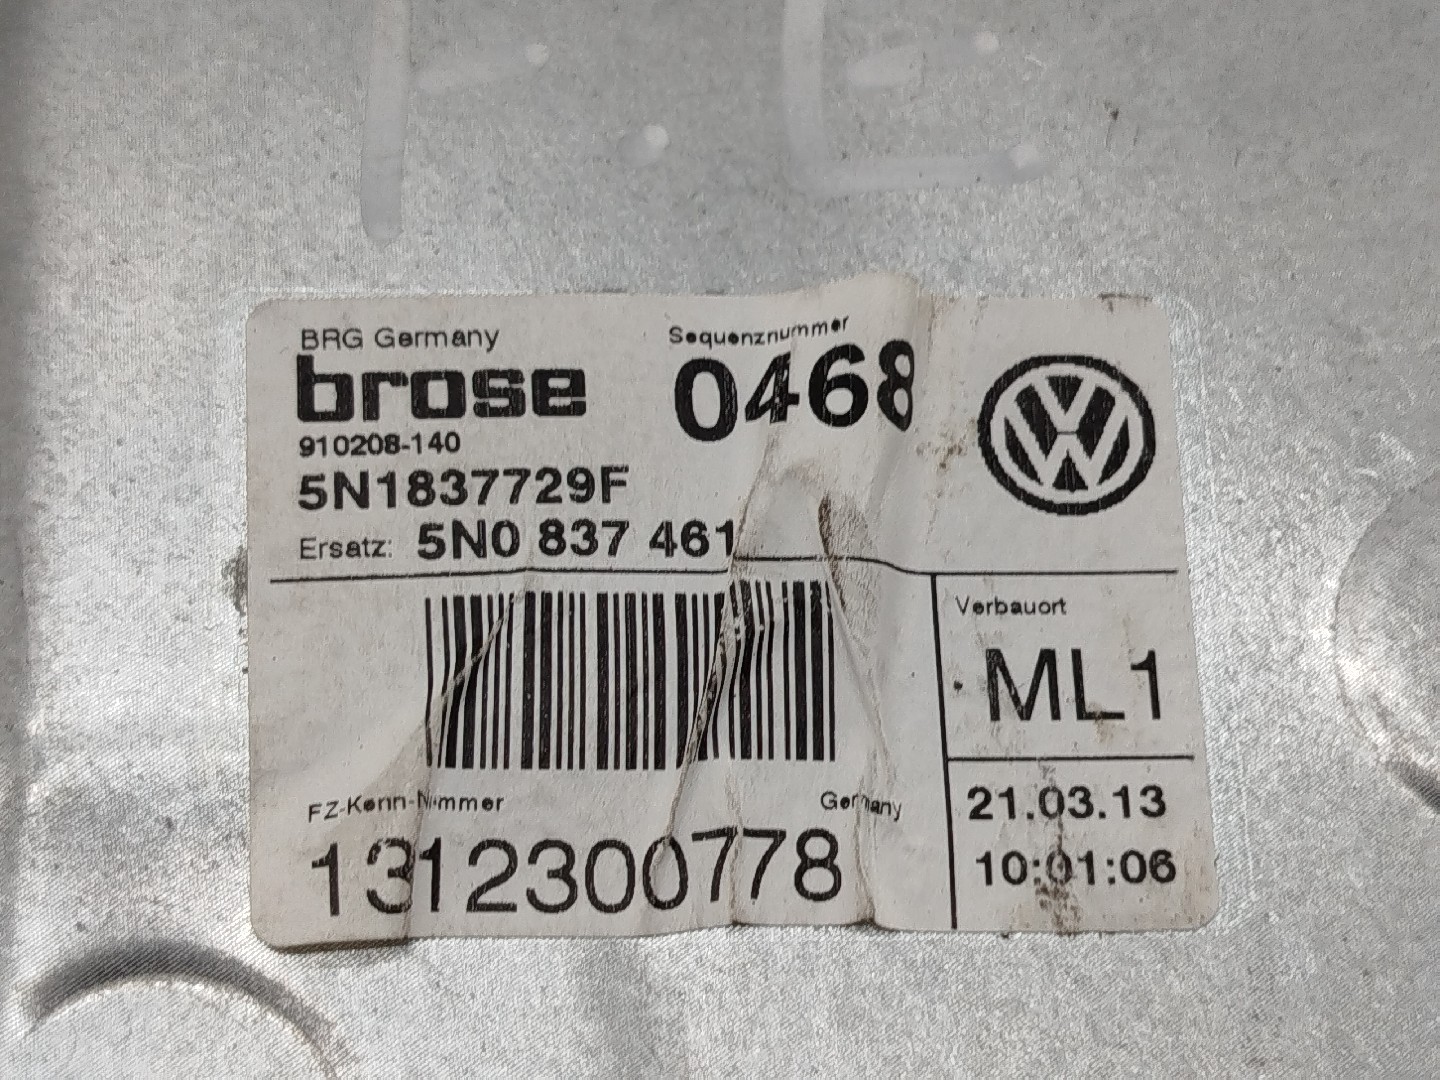 BRG Germany
brose
910208-140
5N1837729F
Ersatz: 5N0 837 461
Sequenznummer
0468
Verbauort
ML1
21.03.13
10:01:06
FZ-Kenn-Nummer
Germany
1312300778